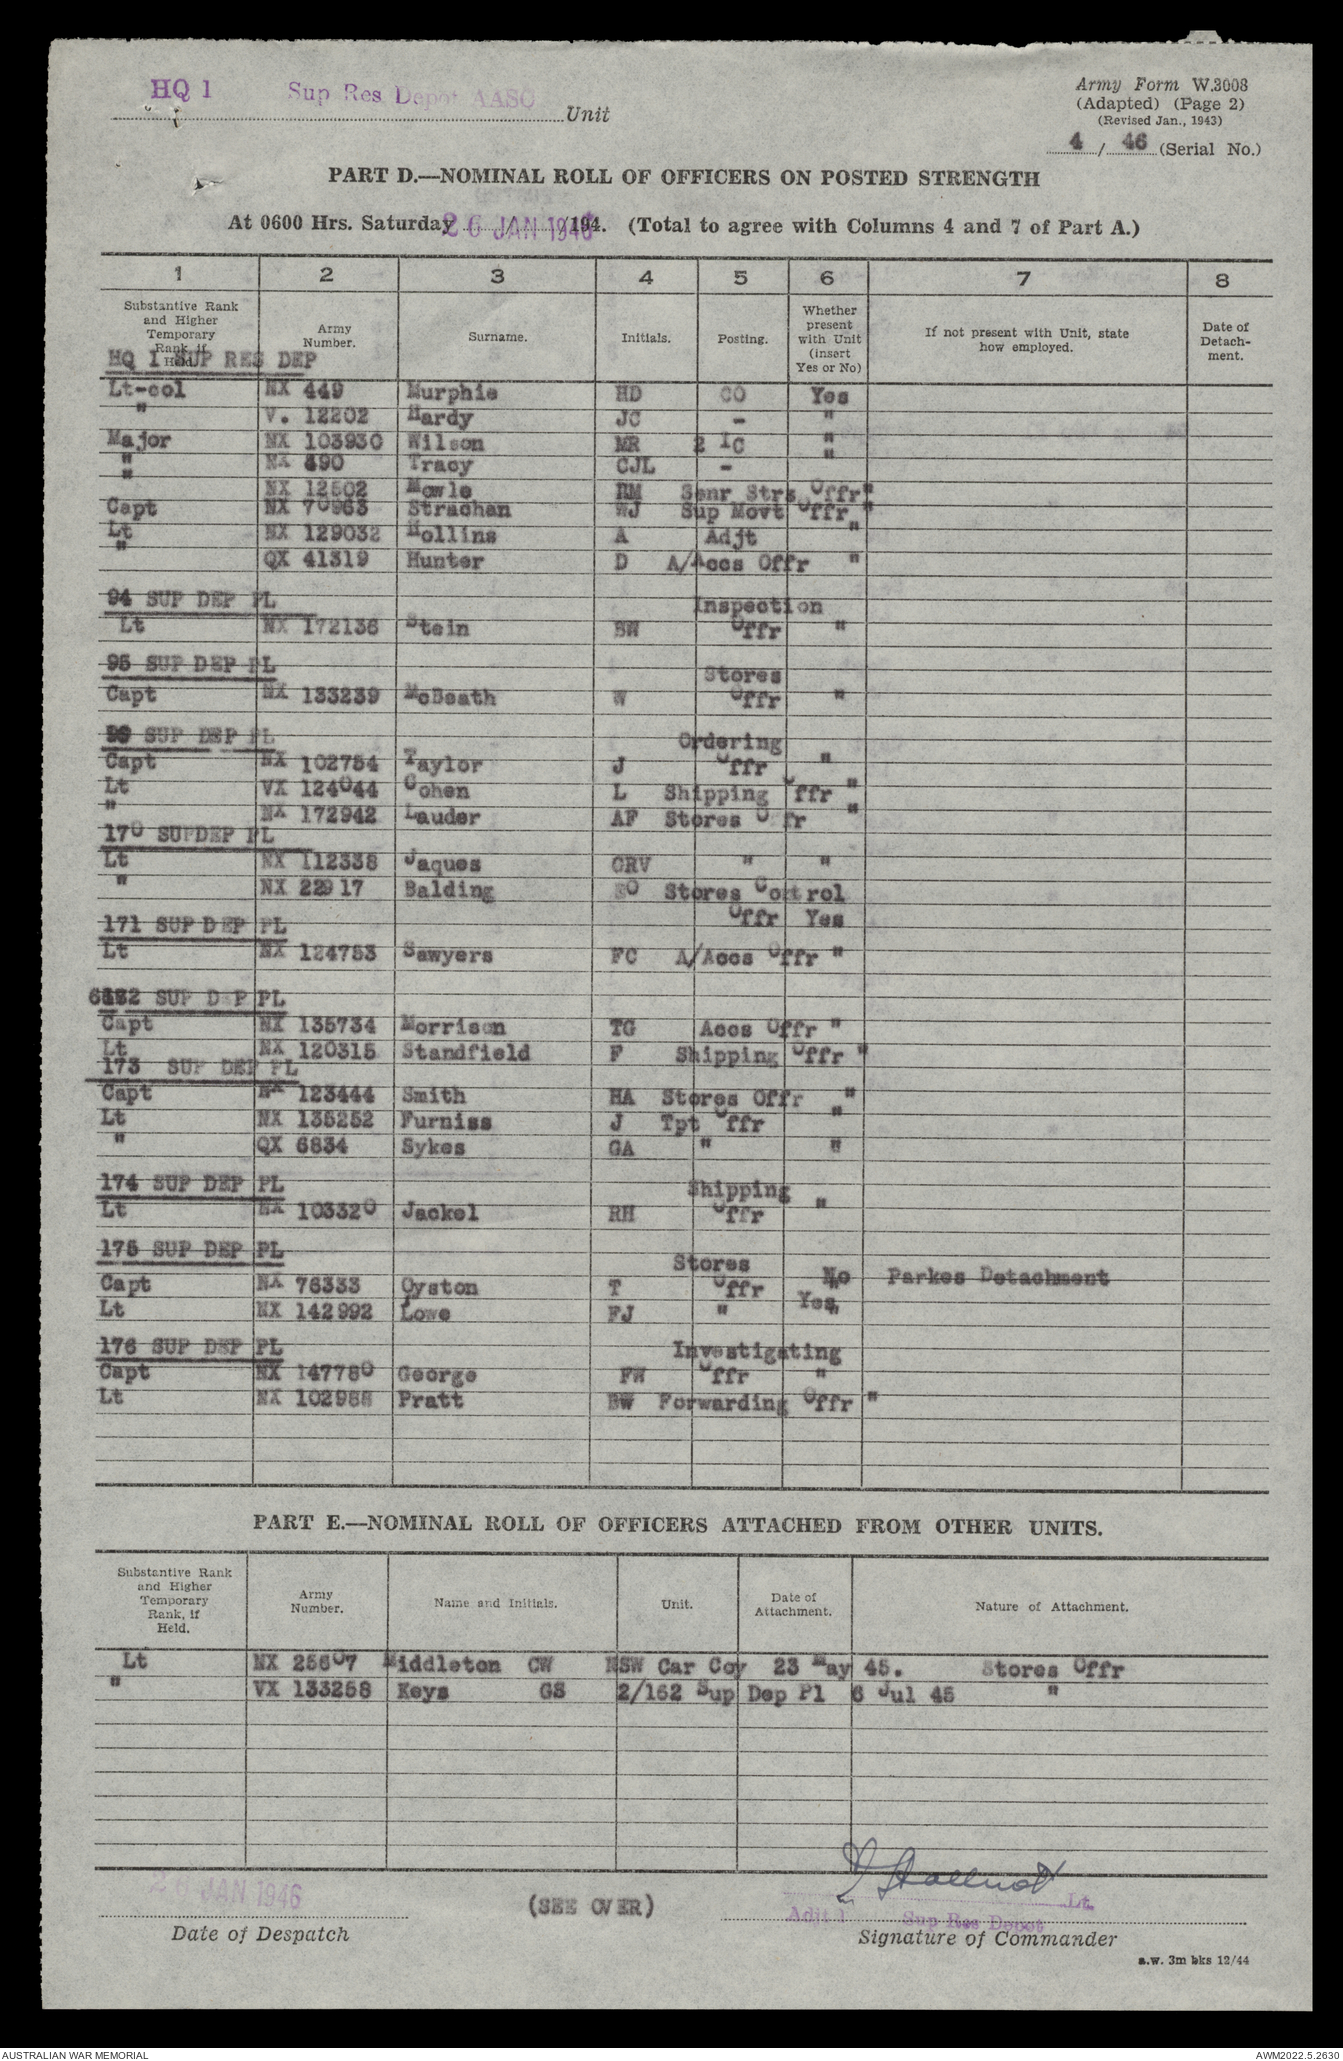 HQ 1 Sup Res Depot AASC Unit
Army Form W.3008
(Adapted) (Page 2)
(Revised Jan., 1943)
4 / 46 (Serial No.)
PART D.—NOMINAL ROLL OF OFFICERS ON POSTED STRENGTH
At 0600 Hrs. Saturday 26 JAN 1946 /194. (Total to agree with Columns 4 and 7 of Part A.)
1 2 3 4 5 6 7 8
Substantive Rank and Higher Temporary Rank if Held. Army Number. Surname. Initials. Posting. Whether present with Unit (insert Yes or No) If not present with Unit, state how employed. Date of Detach- ment.
HQ 1 SUP RES DEP
Lt-col NX 449 Murphie HD CO Yes
" V. 12202 Hardy JC - "
Major NX 103930 Wilson MR 2 IC "
" NX 490 Tracy CJL - "
" NX 12502 Mowle RM Senr Strs Offr "
Capt NX 70963 Strachan WJ Sup Movt Offr "
Lt NX 129032 Hollins A Adjt "
" QX 41319 Hunter D A/Accs Offr "
94 SUP DEP PL Inspection
Lt NX 172136 Stein BW Offr "
95 SUP DEP PL Stores
Capt NX 133239 McBeath W Offr "
SUP DEP PL Ordering
Capt NX 102754 Taylor J Offr "
Lt VX 124044 Cohen L Shipping Offr "
" NX 172942 Lauder AF Stores O fr "
170 SUPDEP PL
Lt NX 112338 Jaques CRV " "
" NX 22917 Balding Stores Control
Offr Yes
171 SUP DEP PL
Lt NX 124753 Sawyers FC A/Accs Offr "
SUP DEP PL
Capt NX 135734 Morrison TG Accs Offr "
Lt NX 120315 Standfield F Shipping Offr "
173 SUP DEP PL
Capt NX 123444 Smith HA Stores Offr "
Lt NX 135252 Furniss J Tpt Offr "
" QX 6834 Sykes GA " "
174 SUP DEP PL Shipping
Lt NX 103320 Jackel RH Offr "
175 SUP DEP PL Stores
Capt NX 76333 Oyston T Offr No Parkes Detachment
Lt NX 142992 Lowe FJ " Yes
176 SUP DEP PL Investigating
Capt NX 147780 George FW Offr "
Lt NX 102988 Pratt BW Forwarding Offr "
PART E.—NOMINAL ROLL OF OFFICERS ATTACHED FROM OTHER UNITS.
Substantive Rank and Higher Temporary Rank, if Held. Army Number. Name and Initials. Unit. Date of Attachment. Nature of Attachment.
Lt NX 25607 Middleton CW NSW Car Coy 23 May 45. Stores Offr
" VX 133258 Keys GS 2/152 Sup Dep Pl 6 Jul 45 "
26 JAN 1946
(SEE OVER)
Lt.
Adjt 1 Sup Res Depot
Date of Despatch
Signature of Commander
a.w. 3m bks 12/44
AUSTRALIAN WAR MEMORIAL
AWM2022.5.2630